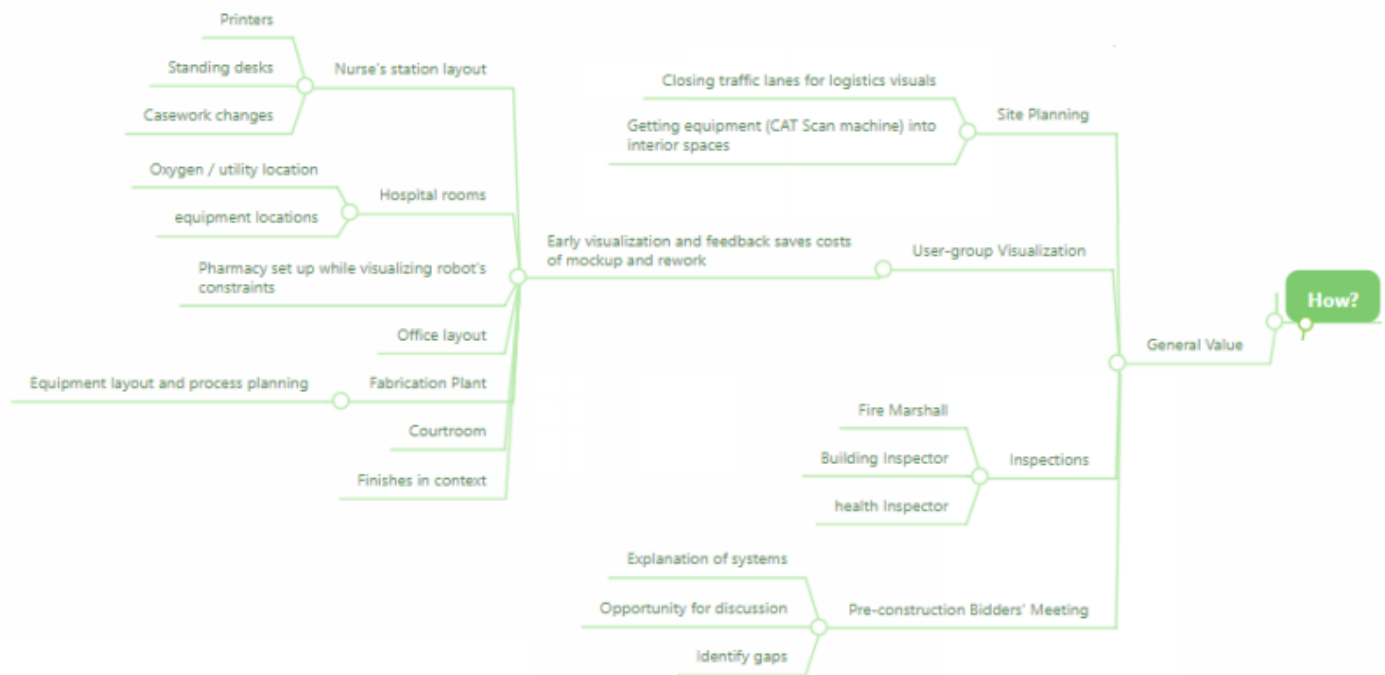 Printers
Standing desks
Casework changes
Nurse's station layout
Oxygen / utility location
equipment locations
Hospital rooms
Pharmacy set up while visualizing robot's
constraints
Office layout
Equipment layout and process planning
Fabrication Plant
Courtroom
Finishes in context
Early visualization and feedback saves costs
of mockup and rework
Closing traffic lanes for logistics visuals
Getting equipment (CAT Scan machine) into
interior spaces
Site Planning
User-group Visualization
Fire Marshall
Building Inspector
health Inspector
Inspections
Explanation of systems
Opportunity for discussion
Identify gaps
Pre-construction Bidders' Meeting
General Value
How?